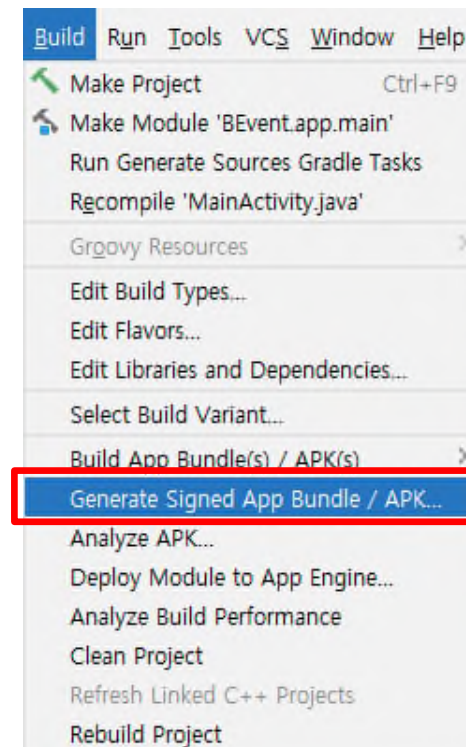 Build Run Tools VCS Window Help
Make Project Ctrl+F9
Make Module 'BEvent.app.main'
Run Generate Sources Gradle Tasks
Recompile 'MainActivity.java'
Groovy Resources
Edit Build Types...
Edit Flavors...
Edit Libraries and Dependencies...
Select Build Variant...
Build App Bundle(s) / APK(s)
Generate Signed App Bundle / APK...
Analyze APK...
Deploy Module to App Engine...
Analyze Build Performance
Clean Project
Refresh Linked C++ Projects
Rebuild Project